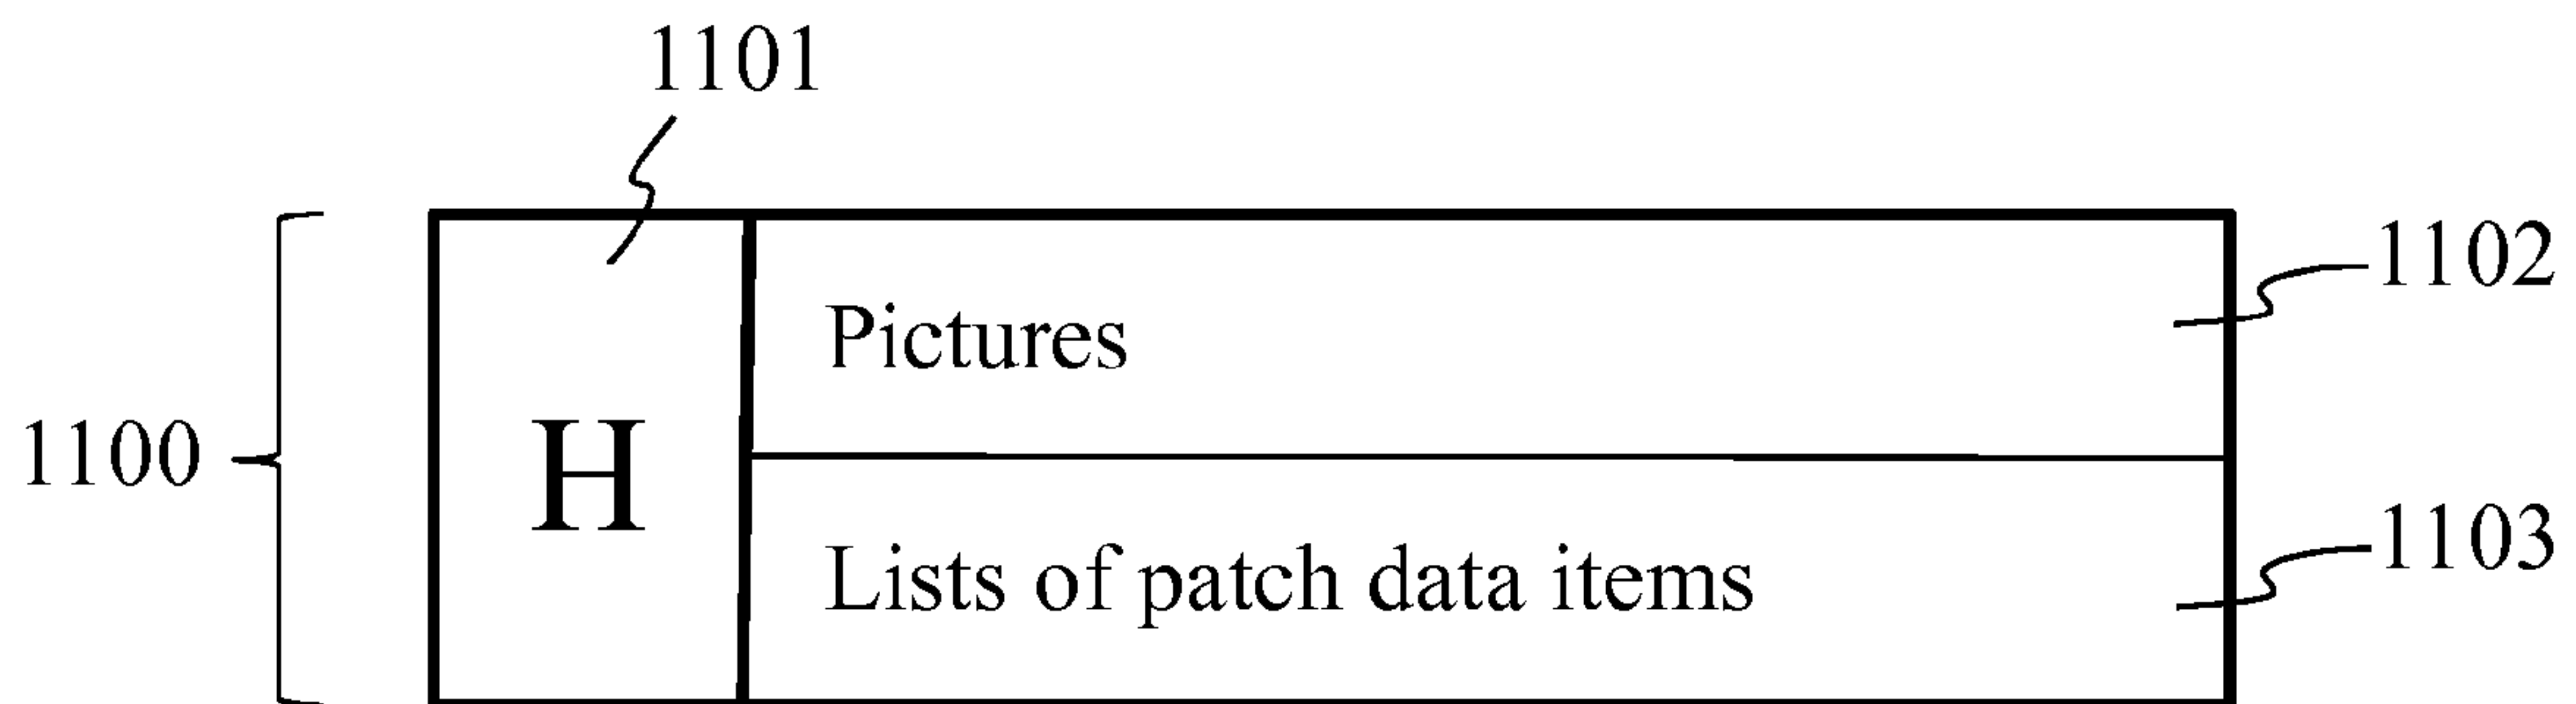 1101
1102
Pictures
1100
H
1103
Lists of patch data items